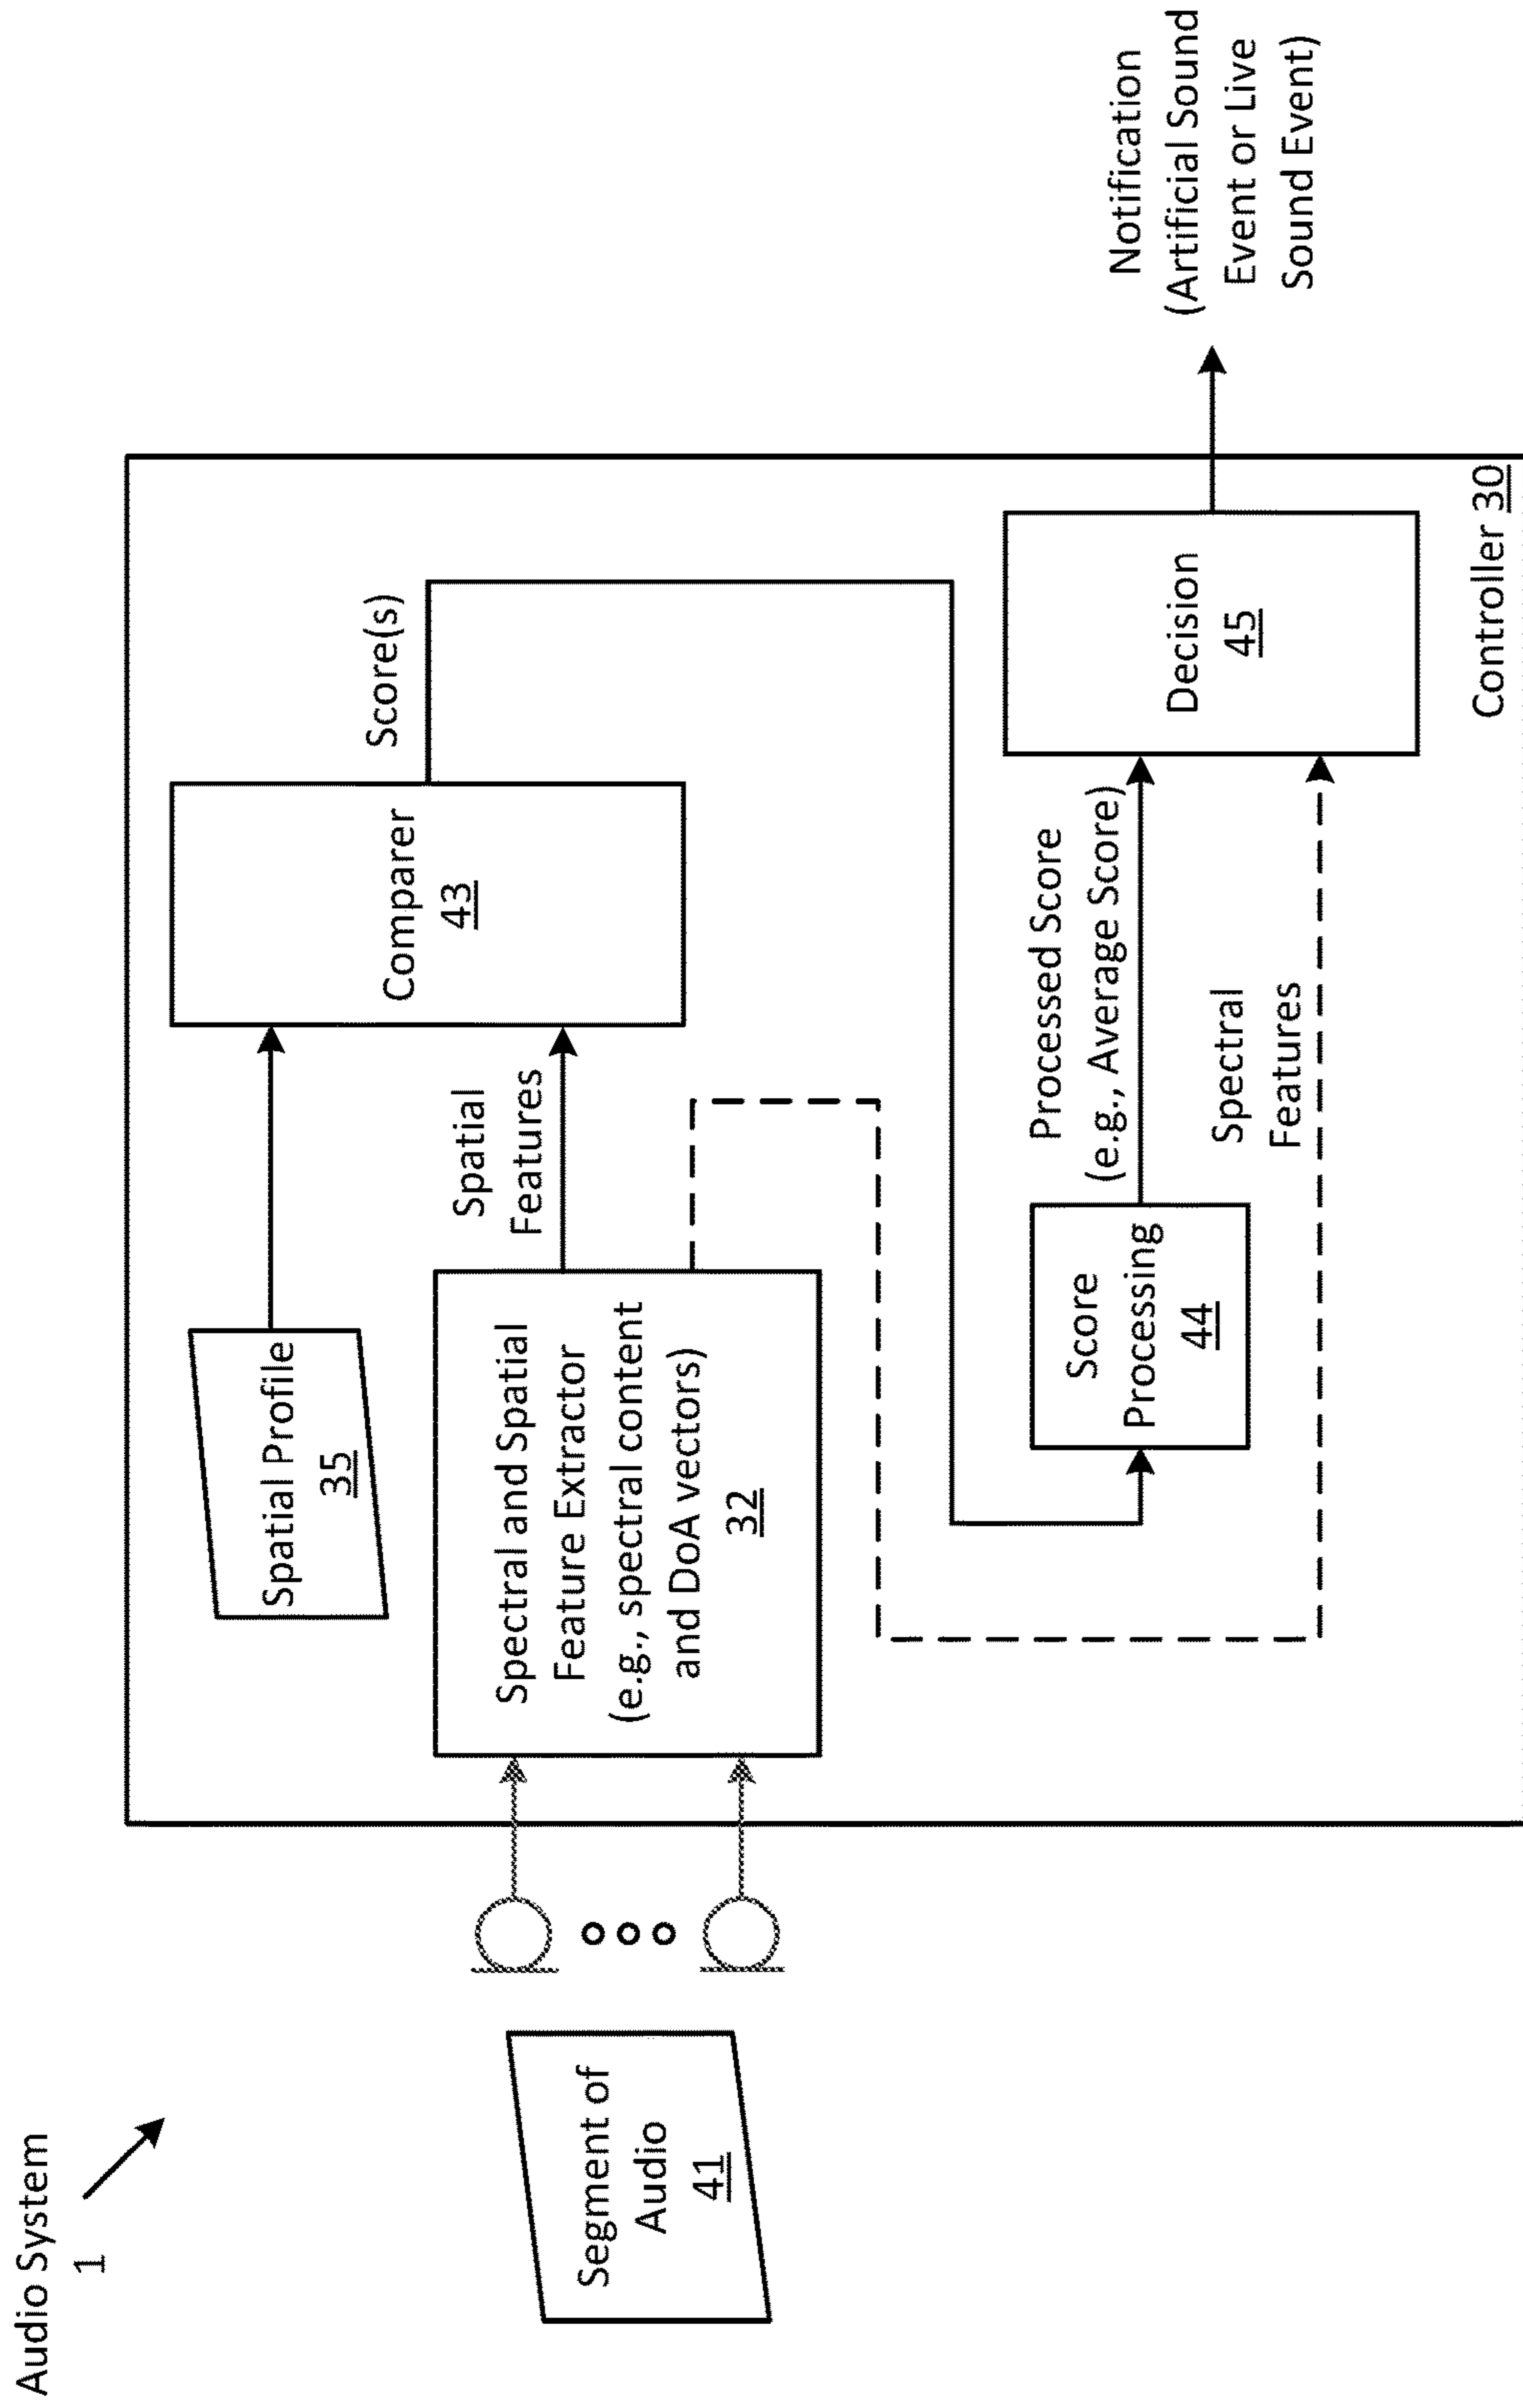 Audio System
1
Segment of
Audio
41
Spatial Profile
35
Spectral and Spatial
Feature Extractor
(e.g., spectral content
and DoA vectors)
32
Spatial
Features
Comparer
43
Score(s)
Score
Processing
44
Processed Score
(e.g., Average Score)
Spectral
Features
Decision
45
Controller 30
Notification
(Artificial Sound
Event or Live
Sound Event)